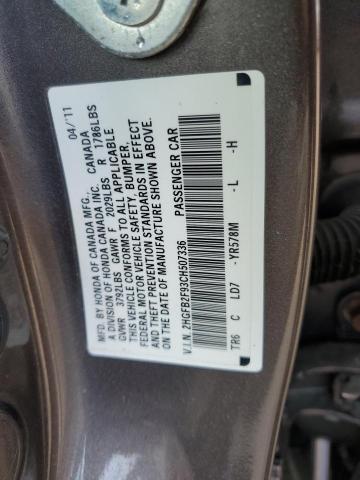 MFD. BY HONDA OF CANADA MFG., 04/'11
A DIVISION OF HONDA CANADA INC. CANADA
GVWR 3792LBS GAWR F 2029LBS R 1786LBS
THIS VEHICLE CONFORMS TO ALL APPLICABLE
FEDERAL MOTOR VEHICLE SAFETY, BUMPER,
AND THEFT PREVENTION STANDARDS IN EFFECT
ON THE DATE OF MANUFACTURE SHOWN ABOVE.
V.I.N. 2HGFB2F93CH507336 PASSENGER CAR
TR6 C LD7 -YR578M -L -H